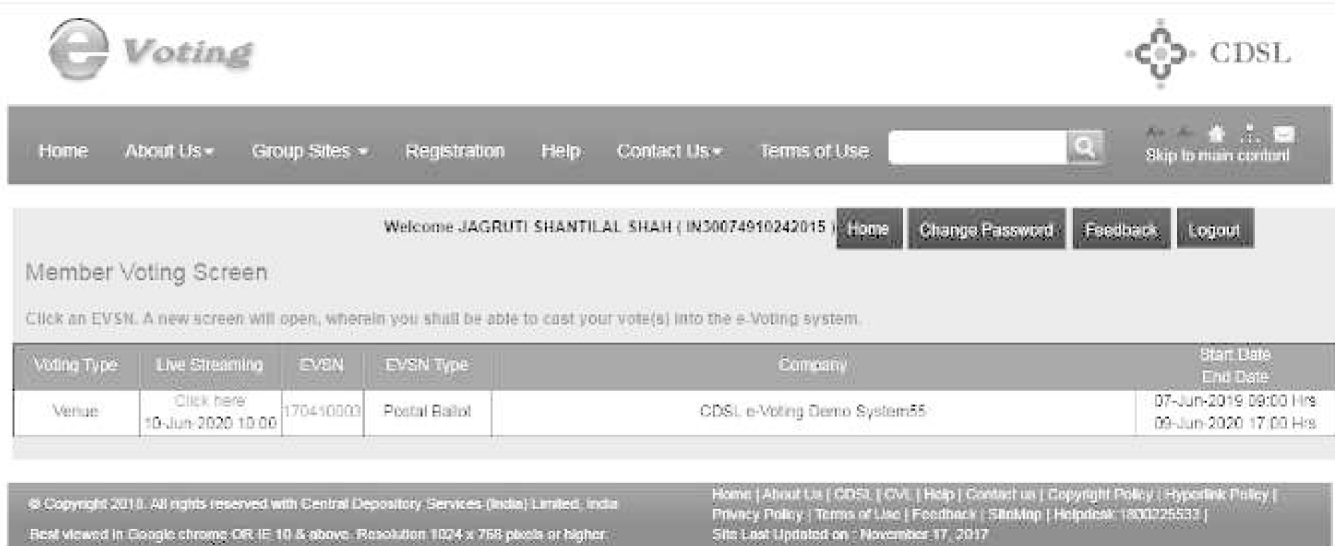 e Voting
CDSL
Home About Us Group Sites Registration Help Contact Us Terms of Use
A+ A-
Skip to main content
Welcome JAGRUTI SHANTILAL SHAH ( IN30074910242015 ) Home Change Password Feedback Logout
Member Voting Screen
Click an EVSN. A new screen will open, wherein you shall be able to cast your vote(s) into the e-Voting system.
Voting Type Live Streaming EVSN EVSN Type Company Start Date
End Date
Venue Click here 170410003 Postal Ballot CDSL e-Voting Demo System55 07-Jun-2019 09:00 Hrs
10-Jun-2020 10:00 09-Jun-2020 17:00 Hrs
© Copyright 2010. All rights reserved with Central Depository Services (India) Limited, India
Best viewed in Google chrome OR IE 10 & above. Resolution 1024 x 768 pixels or higher.
Home | About Us | CDSL | CVL | Help | Contact us | Copyright Policy | Hyperlink Policy |
Privacy Policy | Terms of Use | Feedback | SiteMap | Helpdesk: 1800225533 |
Site Last Updated on : November 17, 2017